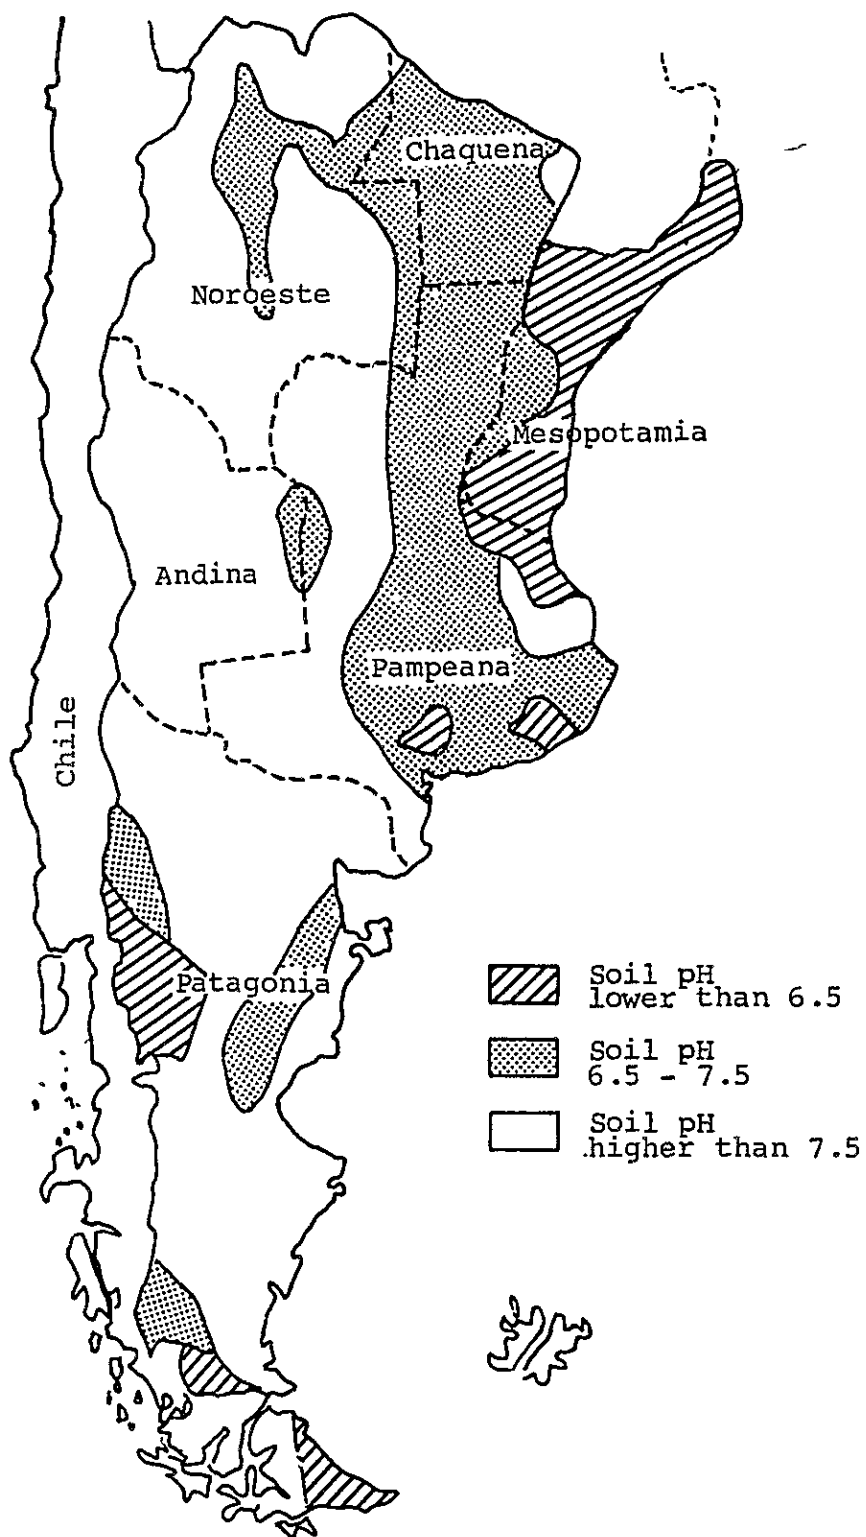 Chaquena
Noroeste
Mesopotamia
Andina
Pampeana
Chile
Patagonia
Soil pH
lower than 6.5
Soil pH
6.5 - 7.5
Soil pH
higher than 7.5